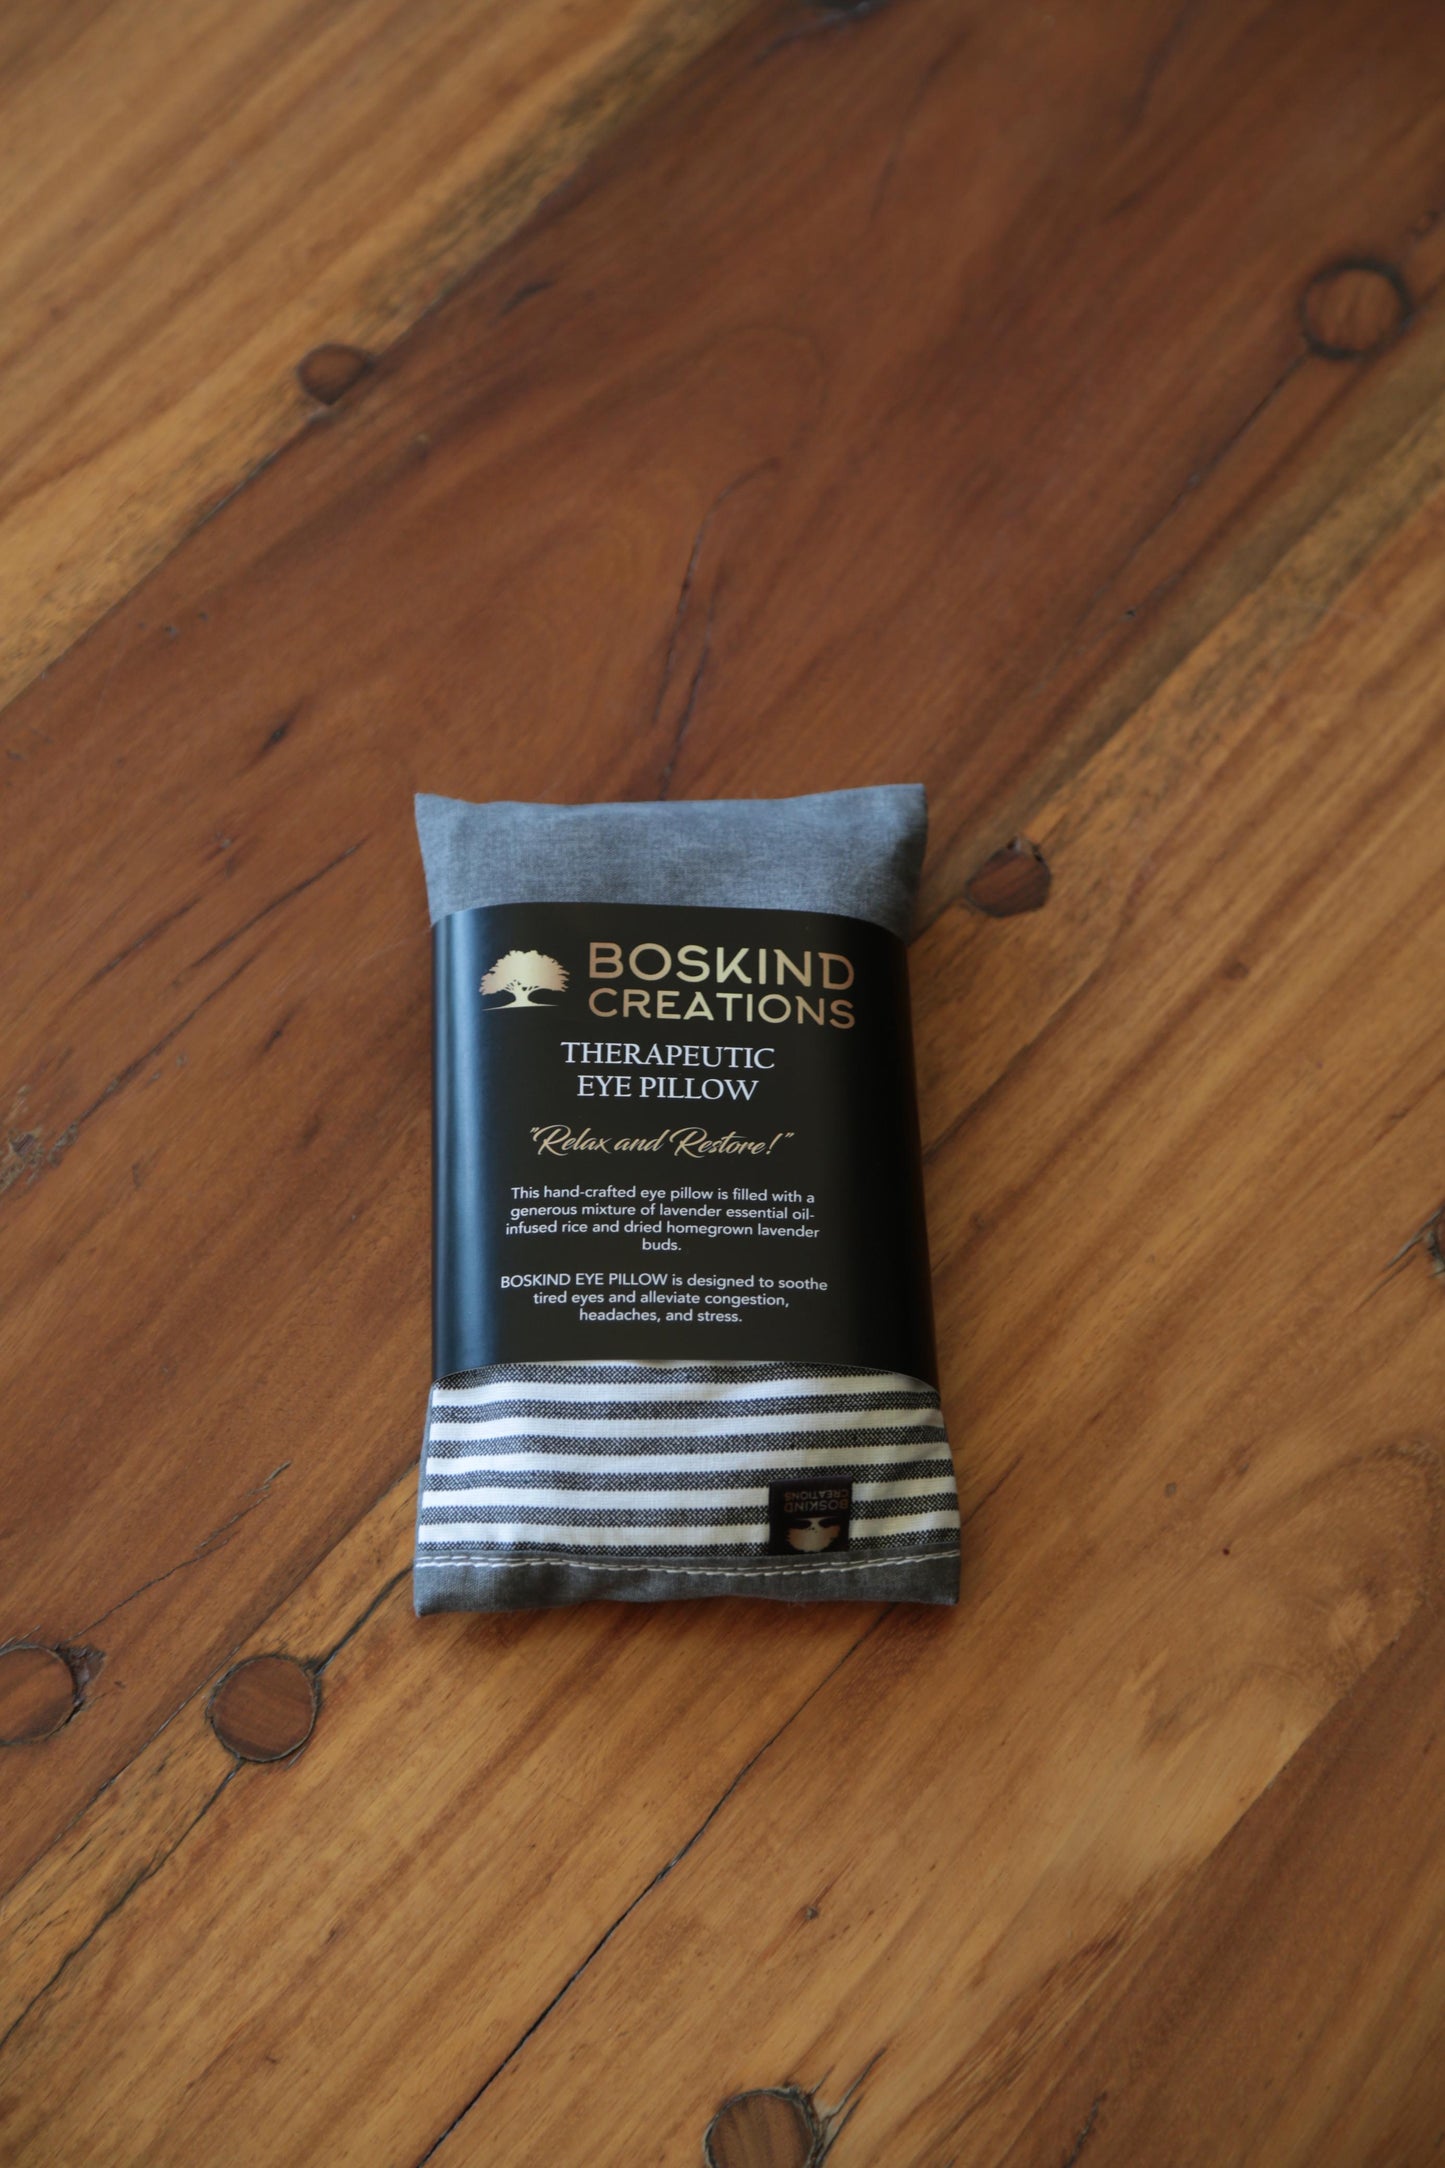 BOSKIND
CREATIONS
THERAPEUTIC
EYE PILLOW
"Relax and Restore!"
This hand-crafted eye pillow is filled with a
generous mixture of lavender essential oil-
infused rice and dried homegrown lavender
buds.
BOSKIND EYE PILLOW is designed to soothe
tired eyes and alleviate congestion,
headaches, and stress.
BOSKIND
CREATIONS